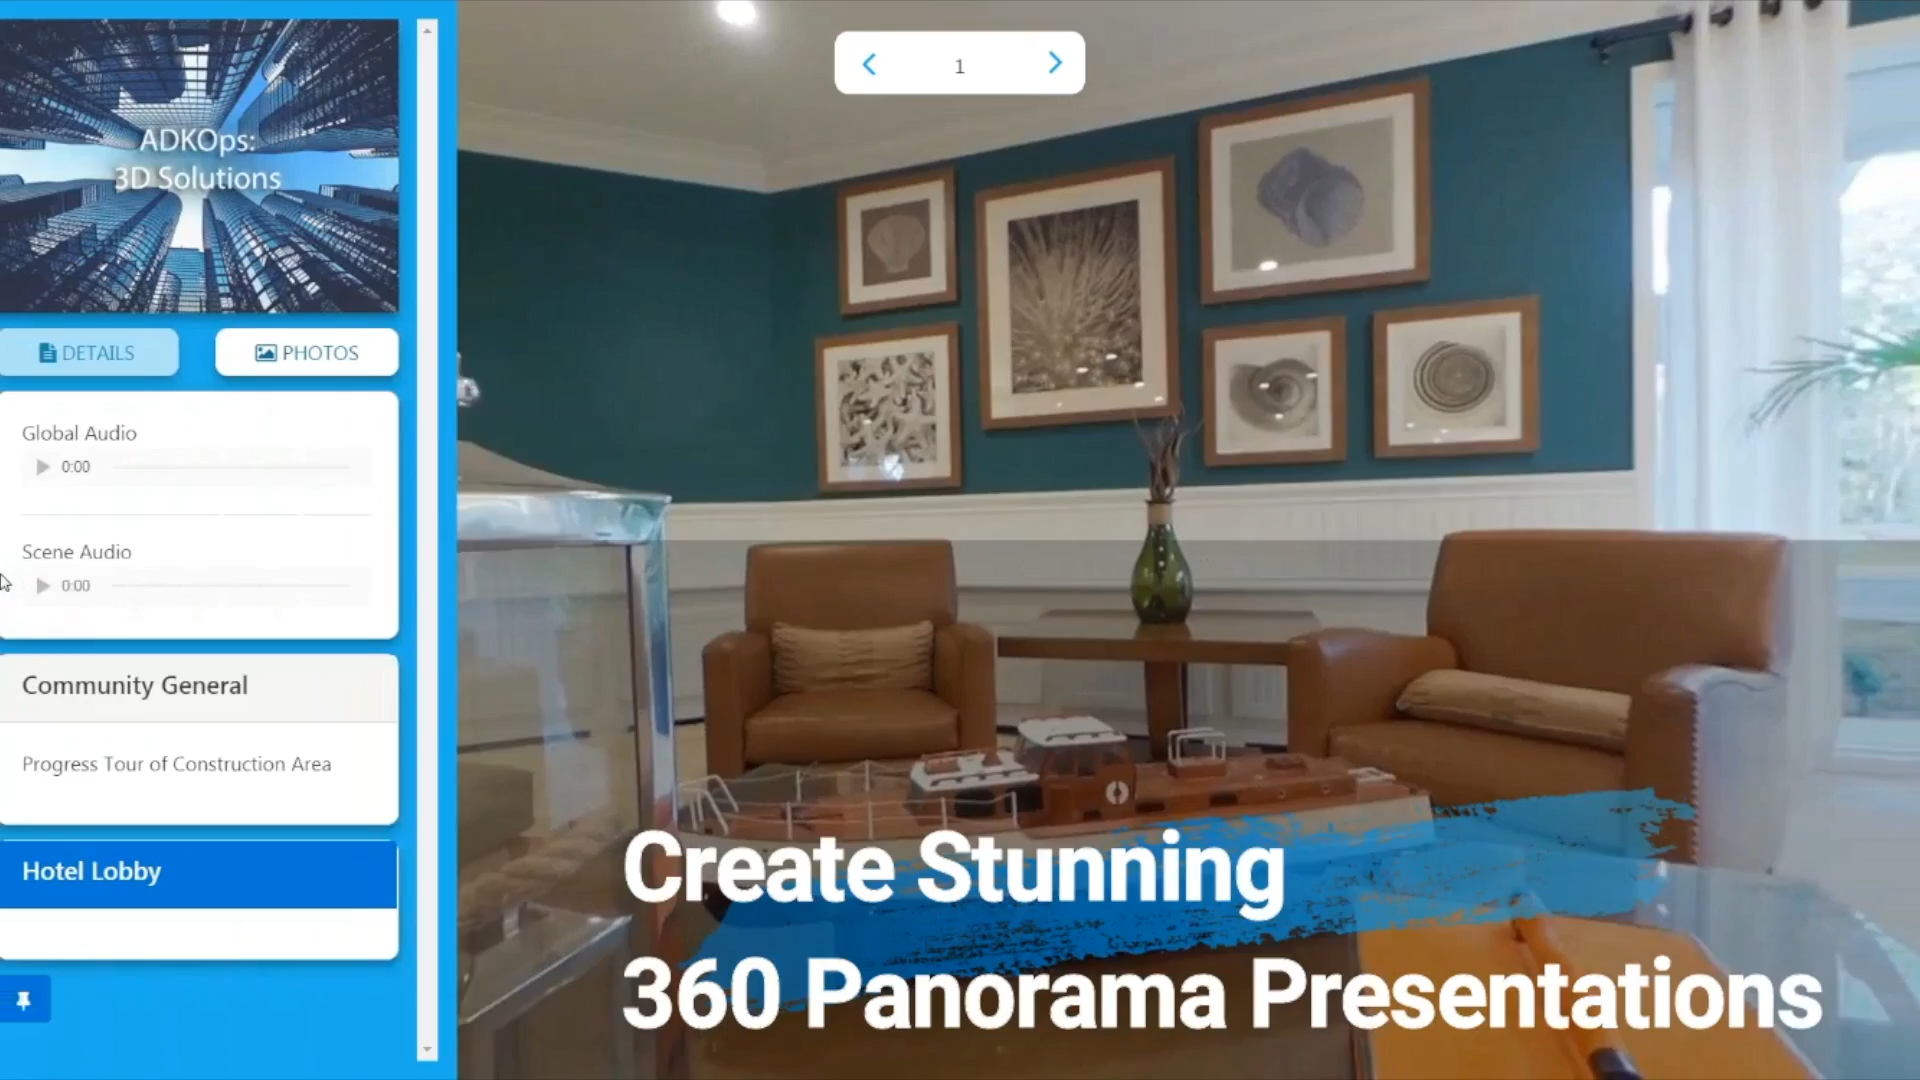 ADKOps:
3D Solutions
DETAILS
PHOTOS
Global Audio
0:00
Scene Audio
0:00
Community General
Progress Tour of Construction Area
Hotel Lobby
1
Create Stunning
360 Panorama Presentations